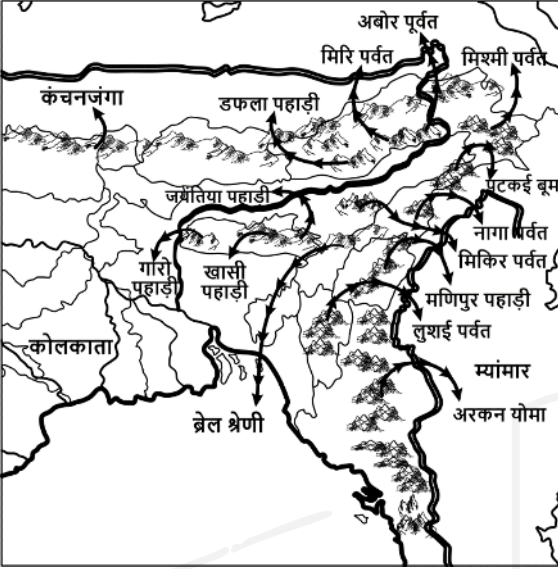 अबोर पूर्वत
मिरि पर्वत
मिश्मी पर्वत
कंचनजंगा
डफला पहाड़ी
जयंतिया पहाड़ी
पटकई बूम
नागा पर्वत
गारो
पहाड़ी
खासी
पहाड़ी
मिकिर पर्वत
मणिपुर पहाड़ी
लुशाई पर्वत
कोलकाता
म्यांमार
अरकन योमा
ब्रेल श्रेणी